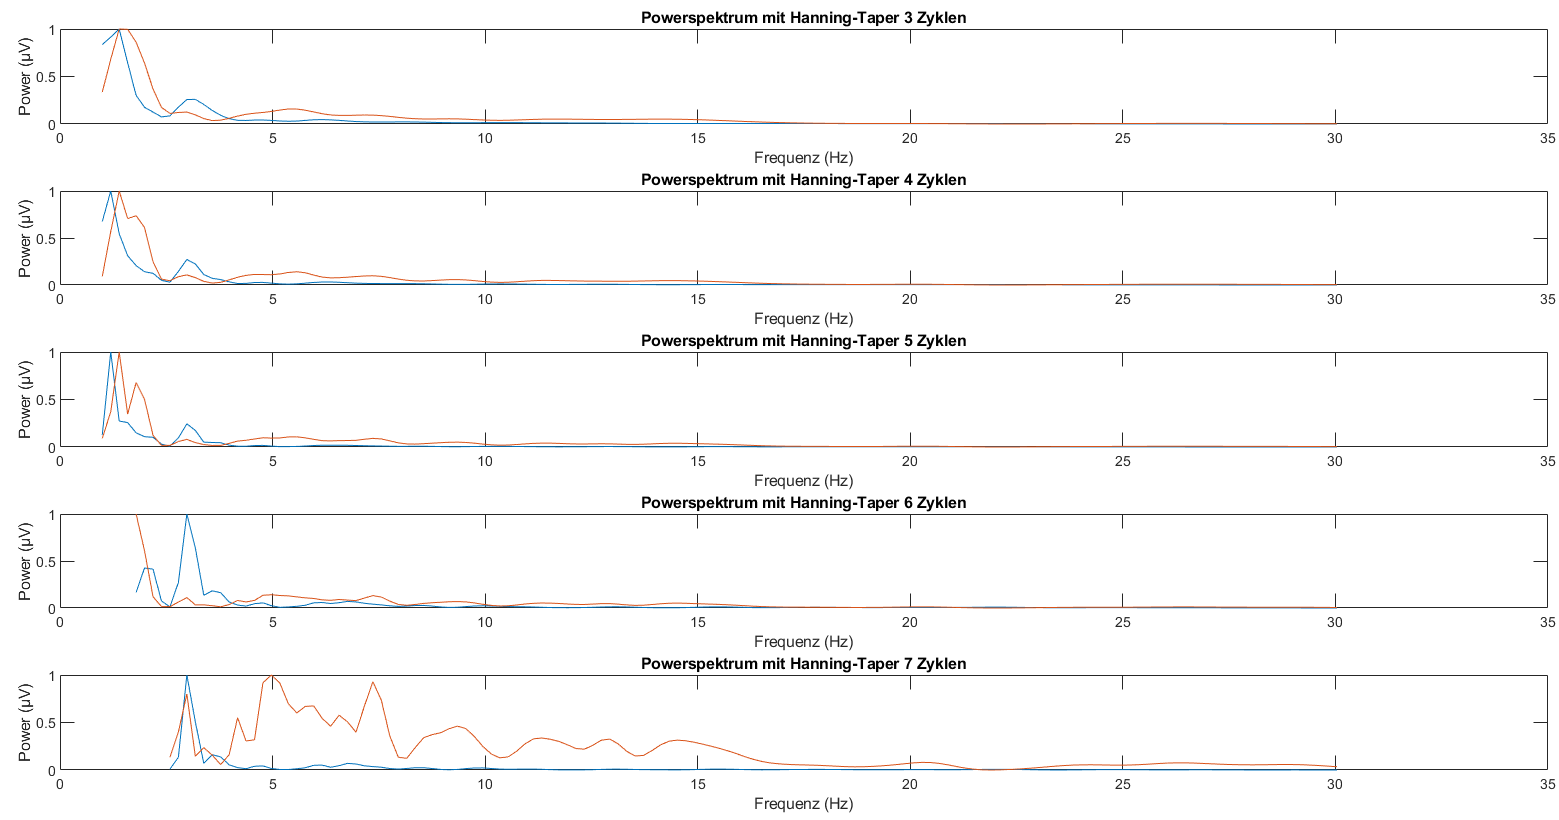 Powerspektrum mit Hanning-Taper 3 Zyklen
Power (µV)
1
0.5
0
0 5 10 15 20 25 30 35
Frequenz (Hz)
Powerspektrum mit Hanning-Taper 4 Zyklen
Power (µV)
1
0.5
0
0 5 10 15 20 25 30 35
Frequenz (Hz)
Powerspektrum mit Hanning-Taper 5 Zyklen
Power (µV)
1
0.5
0
0 5 10 15 20 25 30 35
Frequenz (Hz)
Powerspektrum mit Hanning-Taper 6 Zyklen
Power (µV)
1
0.5
0
0 5 10 15 20 25 30 35
Frequenz (Hz)
Powerspektrum mit Hanning-Taper 7 Zyklen
Power (µV)
1
0.5
0
0 5 10 15 20 25 30 35
Frequenz (Hz)